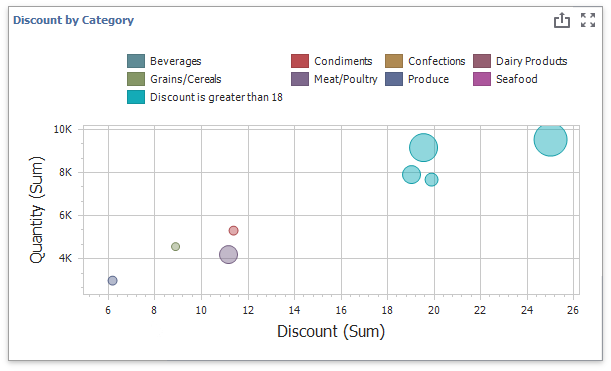 Discount by Category
Beverages Condiments Confections Dairy Products
Grains/Cereals Meat/Poultry Produce Seafood
Discount is greater than 18
10K
8K
6K
4K
Quantity (Sum)
6 8 10 12 14 16 18 20 22 24 26
Discount (Sum)